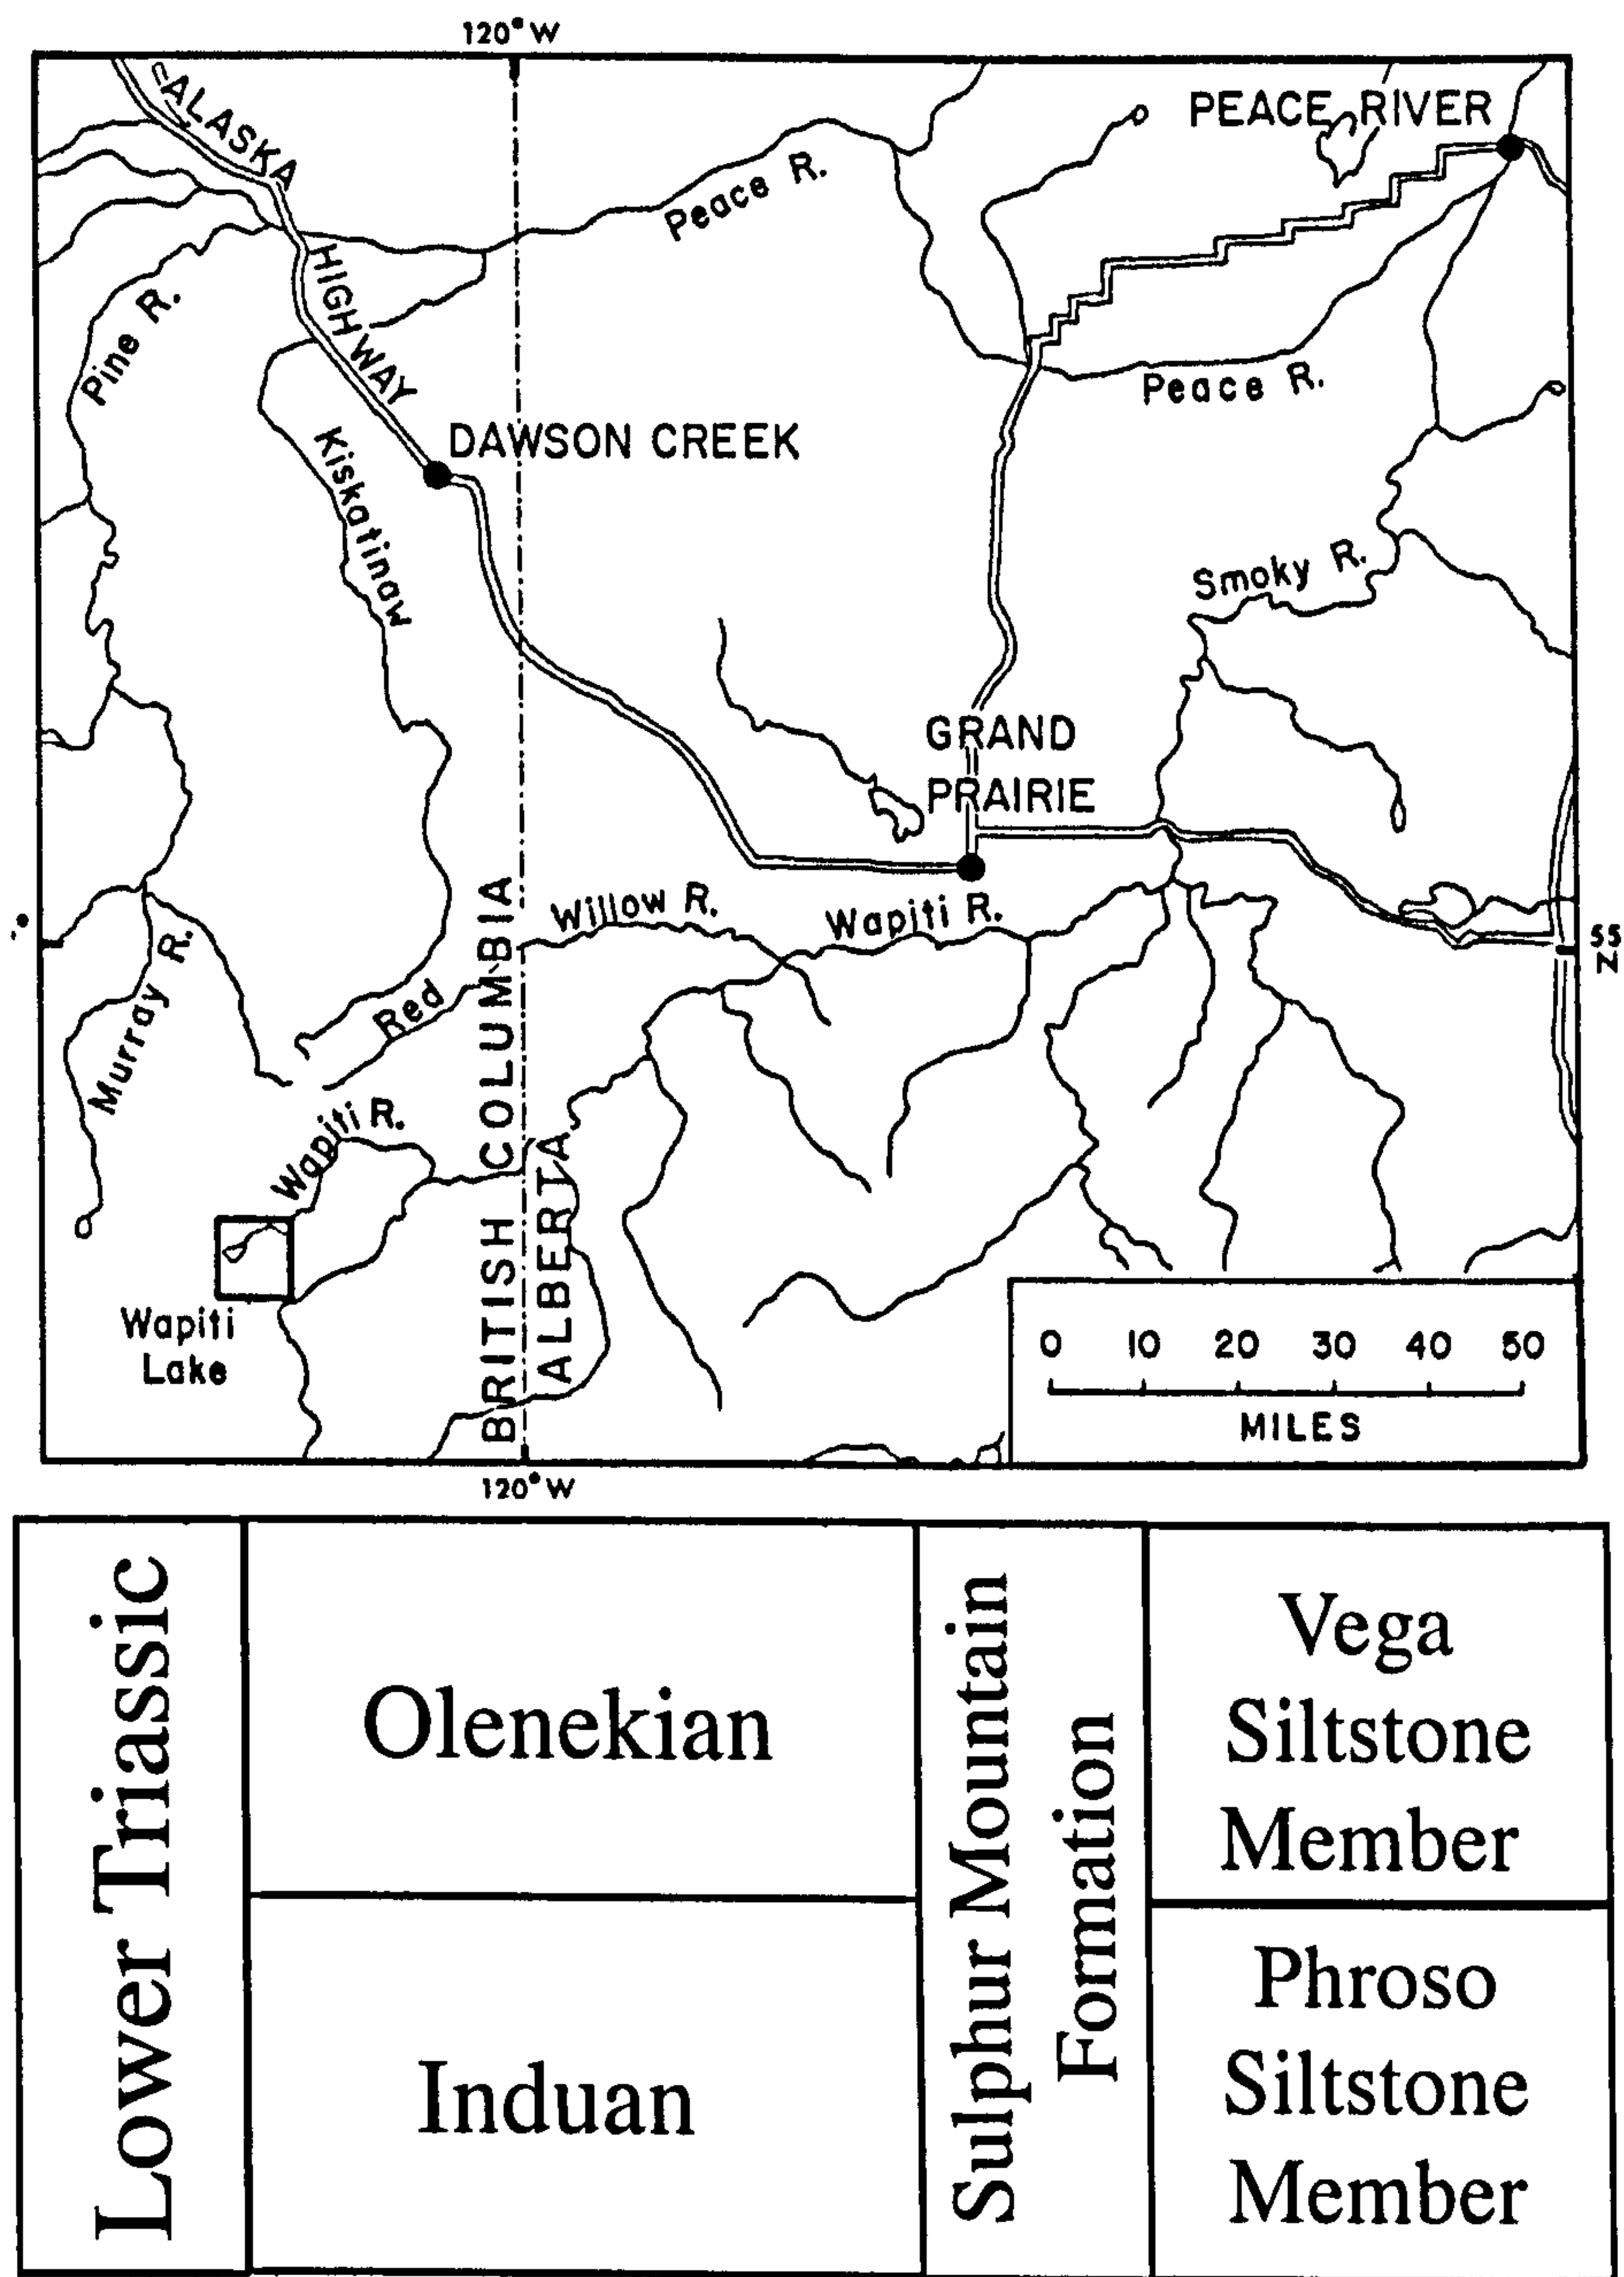 120° W
ALASKA
HIGHWAY
PEACE RIVER
Peace R.
Pine R.
Peace R.
DAWSON CREEK
Kiskatinaw
Smoky R.
GRAND
PRAIRIE
Willow R.
Wapiti R.
55
N
Murray R.
Red
Wapiti R.
BRITISH COLUMBIA
ALBERTA
Wapiti
Lake
0 10 20 30 40 50
MILES
120° W
Lower Triassic
Olenekian
Induan
Sulphur Mountain
Formation
Vega
Siltstone
Member
Phroso
Siltstone
Member